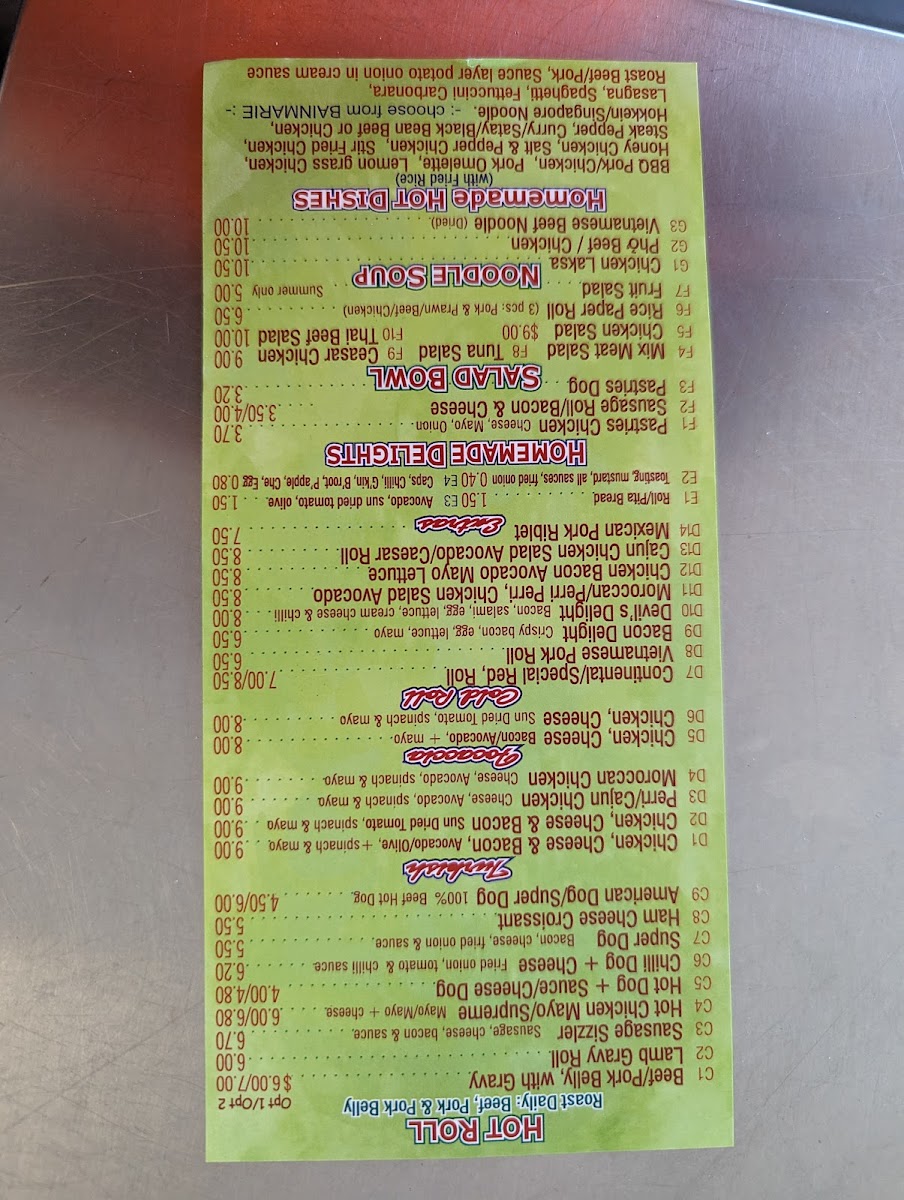 HOT ROLL
Roast Daily: Beef, Pork & Pork Belly
Opt 1/Opt 2
C1 Beef/Pork Belly, with Gravy $6.00/7.00
C2 Lamb Gravy Roll 6.00
C3 Sausage Sizzler Sausage, cheese, bacon & sauce 6.70
C4 Hot Chicken Mayo/Supreme Mayo/Mayo + cheese 6.00/6.80
C5 Hot Dog + Sauce/Cheese Dog 4.00/4.80
C6 Chilli Dog + Cheese Fried onion, tomato & chilli sauce 6.20
C7 Super Dog Bacon, cheese, fried onion & sauce 5.50
C8 Ham Cheese Croissant 5.50
C9 American Dog/Super Dog 100% Beef Hot Dog 4.50/6.00
Turkish
D1 Chicken, Cheese & Bacon, Avocado/Olive, + spinach & mayo 9.00
D2 Chicken, Cheese & Bacon Sun Dried Tomato, spinach & mayo 9.00
D3 Perri/Cajun Chicken Cheese, Avocado, spinach & mayo 9.00
D4 Moroccan Chicken Cheese, Avocado, spinach & mayo 9.00
Focaccia
D5 Chicken, Cheese Bacon/Avocado, + mayo 8.00
D6 Chicken, Cheese Sun Dried Tomato, spinach & mayo 8.00
Cold Roll
D7 Continental/Special Red, Roll 7.00/8.50
D8 Vietnamese Pork Roll 6.50
D9 Bacon Delight Crispy bacon, egg, lettuce, mayo 6.50
D10 Devil's Delight Bacon, salami, egg, lettuce, cream cheese & chilli 8.00
D11 Moroccan/Perri Perri, Chicken Salad Avocado 8.50
D12 Chicken Bacon Avocado Mayo Lettuce 8.50
D13 Cajun Chicken Salad Avocado/Caesar Roll 8.50
D14 Mexican Pork Riblet 7.50
Extras
E1 Roll/Pita Bread 1.50 E3 Avocado, sun dried tomato, olive 1.50
E2 Toasting, mustard, all sauces, fried onion 0.40 E4 Caps, Chilli, G'kin, B'root, P'apple, Che, Egg 0.80
HOMEMADE DELIGHTS
F1 Pastries Chicken Cheese, Mayo, Onion 3.70
F2 Sausage Roll/Bacon & Cheese 3.50/4.00
F3 Pastries Dog 3.20
SALAD BOWL
F4 Mix Meat Salad F8 Tuna Salad F9 Ceasar Chicken 9.00
F5 Chicken Salad $9.00 F10 Thai Beef Salad 10.00
F6 Rice Paper Roll (3 pcs: Pork & Prawn/Beef/Chicken) 6.50
F7 Fruit Salad Summer only 5.00
NOODLE SOUP
G1 Chicken Laksa 10.50
G2 Phở Beef / Chicken 10.50
G3 Vietnamese Beef Noodle (Dried) 10.00
Homemade HOT DISHES
(with Fried Rice)
BBQ Pork/Chicken, Pork Omelette, Lemon grass Chicken,
Honey Chicken, Salt & Pepper Chicken, Stir Fried Chicken,
Steak Pepper, Curry/Satay/Black Bean Beef or Chicken,
Hokkein/Singapore Noodle. -: choose from BAINMARIE :-
Lasagna, Spaghetti, Fettuccini Carbonara,
Roast Beef/Pork, Sauce layer potato onion in cream sauce